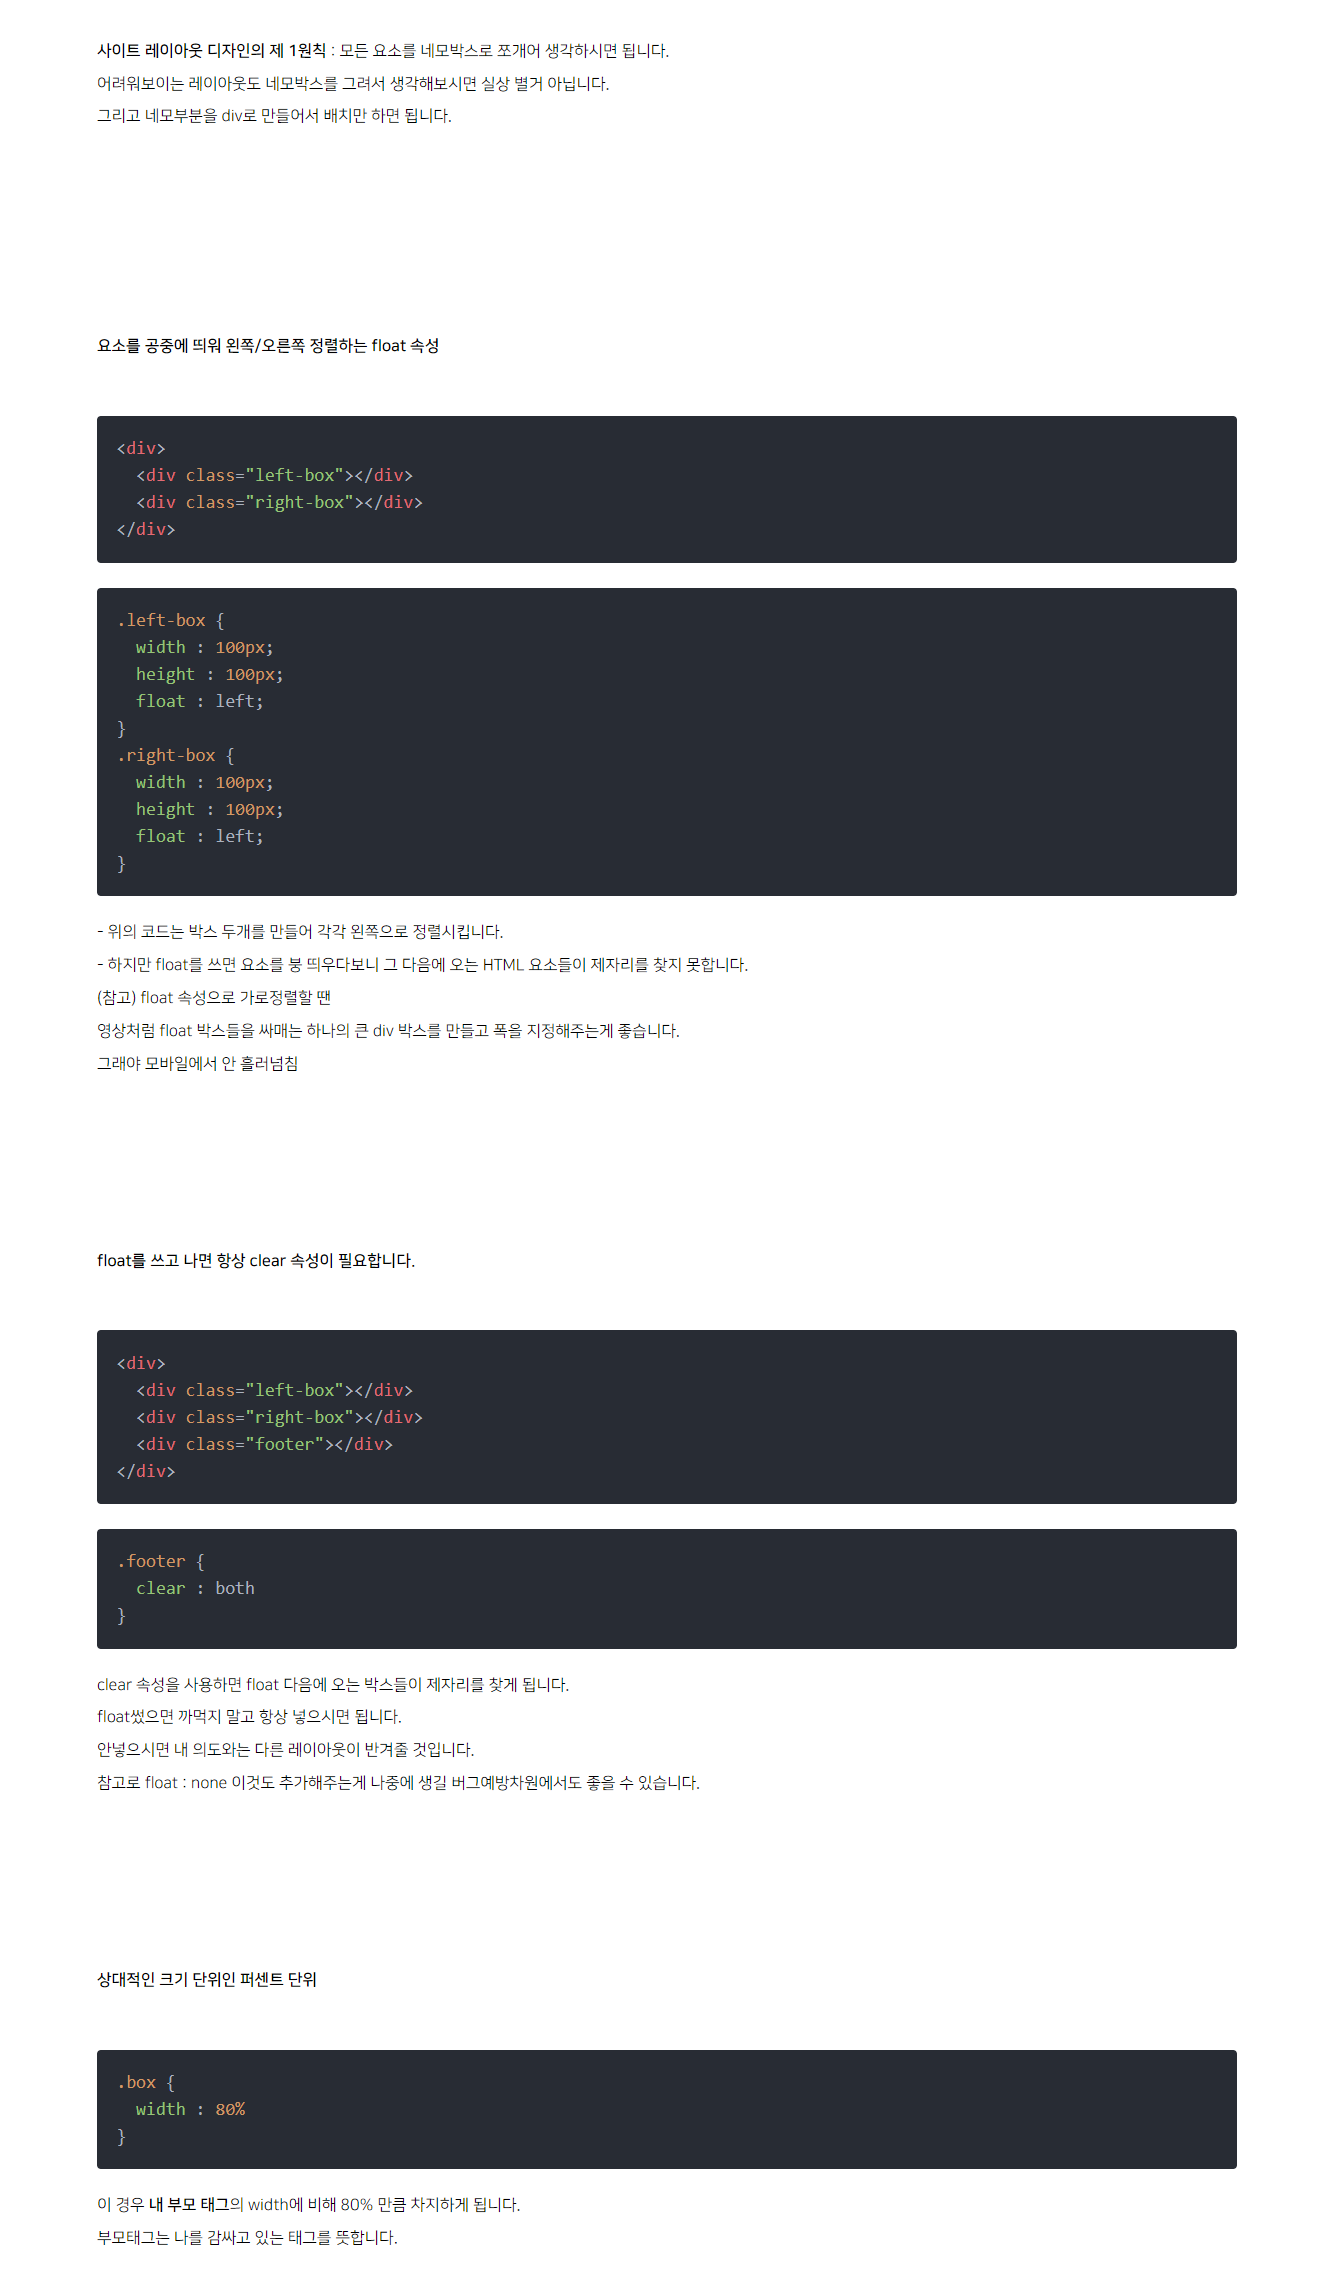 사이트 레이아웃 디자인의 제 1원칙 : 모든 요소를 네모박스로 쪼개어 생각하시면 됩니다.
어려워보이는 레이아웃도 네모박스를 그려서 생각해보시면 실상 별거 아닙니다.
그리고 네모부분을 div로 만들어서 배치만 하면 됩니다.
요소를 공중에 띄워 왼쪽/오른쪽 정렬하는 float 속성
<div>
  <div class="left-box"></div>
  <div class="right-box"></div>
</div>
.left-box {
  width : 100px;
  height : 100px;
  float : left;
}
.right-box {
  width : 100px;
  height : 100px;
  float : left;
}
- 위의 코드는 박스 두개를 만들어 각각 왼쪽으로 정렬시킵니다.
- 하지만 float를 쓰면 요소를 붕 띄우다보니 그 다음에 오는 HTML 요소들이 제자리를 찾지 못합니다.
(참고) float 속성으로 가로정렬할 땐
영상처럼 float 박스들을 싸매는 하나의 큰 div 박스를 만들고 폭을 지정해주는게 좋습니다.
그래야 모바일에서 안 흘러넘침
float를 쓰고 나면 항상 clear 속성이 필요합니다.
<div>
  <div class="left-box"></div>
  <div class="right-box"></div>
  <div class="footer"></div>
</div>
.footer {
  clear : both
}
clear 속성을 사용하면 float 다음에 오는 박스들이 제자리를 찾게 됩니다.
float썼으면 까먹지 말고 항상 넣으시면 됩니다.
안넣으시면 내 의도와는 다른 레이아웃이 반겨줄 것입니다.
참고로 float : none 이것도 추가해주는게 나중에 생길 버그예방차원에서도 좋을 수 있습니다.
상대적인 크기 단위인 퍼센트 단위
.box {
  width : 80%
}
이 경우 내 부모 태그의 width에 비해 80% 만큼 차지하게 됩니다.
부모태그는 나를 감싸고 있는 태그를 뜻합니다.